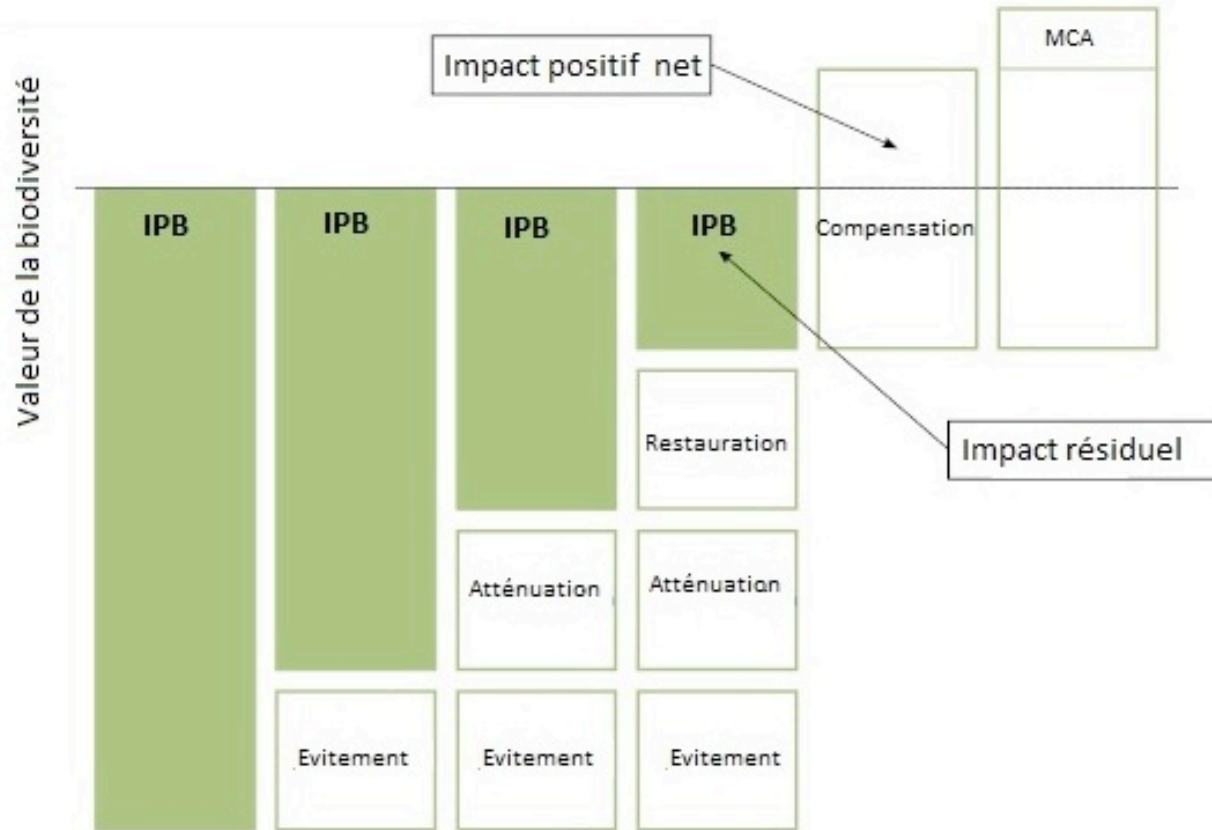 Valeur de la biodiversité
MCA
Impact positif net
IPB
IPB
IPB
IPB
Compensation
Restauration
Impact résiduel
Atténuation
Atténuation
Evitement
Evitement
Evitement